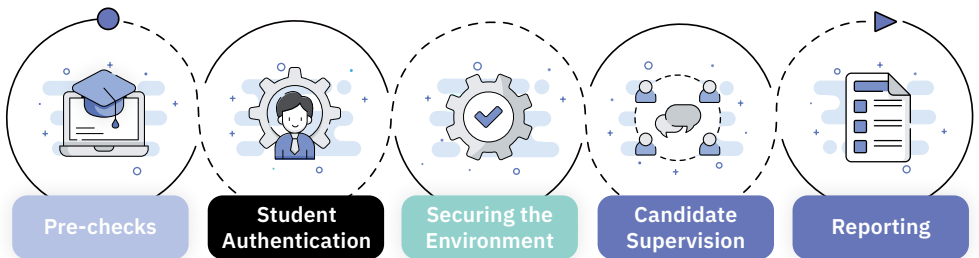 Pre-checks
Student
Authentication
Securing the
Environment
Candidate
Supervision
Reporting